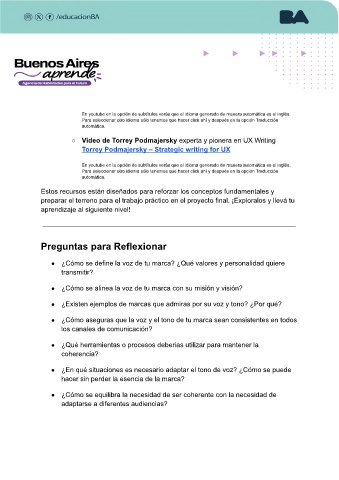 /educacionBA
BA
Buenos Aires
aprende
Agencia de Habilidades para el Futuro
En youtube en la opción de subtítulos verás que el idioma generado de manera automática es el inglés.
Para seleccionar otro idioma sólo tenemos que hacer click ahí y después en la opción Traducción
automática.
○ Video de Torrey Podmajersky experta y pionera en UX Writing
Torrey Podmajersky – Strategic writing for UX
En youtube en la opción de subtítulos verás que el idioma generado de manera automática es el inglés.
Para seleccionar otro idioma sólo tenemos que hacer click ahí y después en la opción Traducción
automática.
Estos recursos están diseñados para reforzar los conceptos fundamentales y
preparar el terreno para el trabajo práctico en el proyecto final. ¡Exploralos y llevá tu
aprendizaje al siguiente nivel!
Preguntas para Reflexionar
● ¿Cómo se define la voz de tu marca? ¿Qué valores y personalidad quiere
transmitir?
● ¿Cómo se alinea la voz de tu marca con su misión y visión?
● ¿Existen ejemplos de marcas que admiras por su voz y tono? ¿Por qué?
● ¿Cómo aseguras que la voz y el tono de tu marca sean consistentes en todos
los canales de comunicación?
● ¿Qué herramientas o procesos deberías utilizar para mantener la
coherencia?
● ¿En qué situaciones es necesario adaptar el tono de voz? ¿Cómo se puede
hacer sin perder la esencia de la marca?
● ¿Cómo se equilibra la necesidad de ser coherente con la necesidad de
adaptarse a diferentes audiencias?